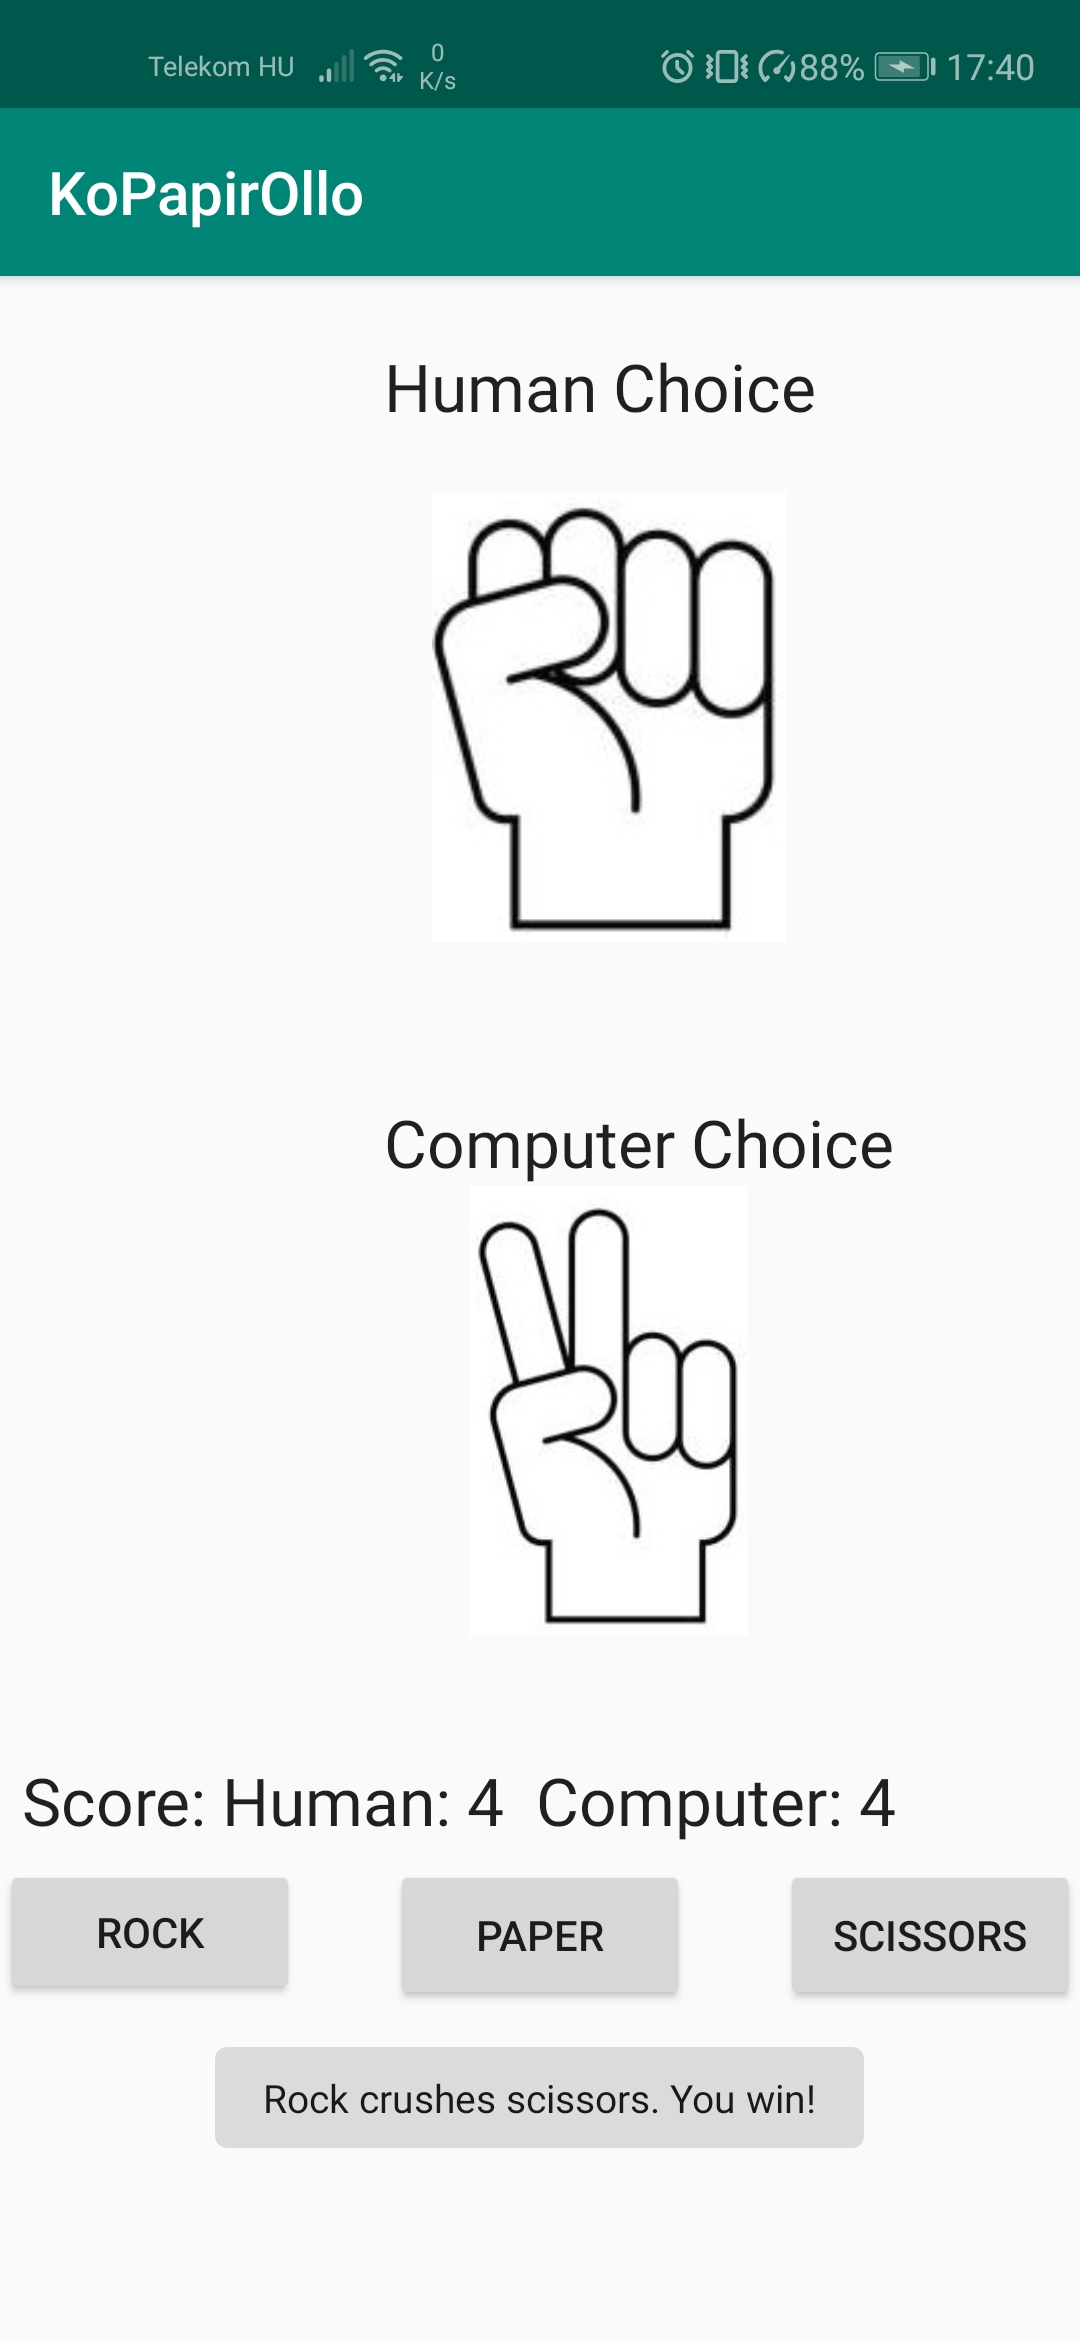 Telekom HU 0 K/s 88% 17:40
KoPapirOllo
Human Choice
Computer Choice
Score: Human: 4 Computer: 4
ROCK PAPER SCISSORS
Rock crushes scissors. You win!